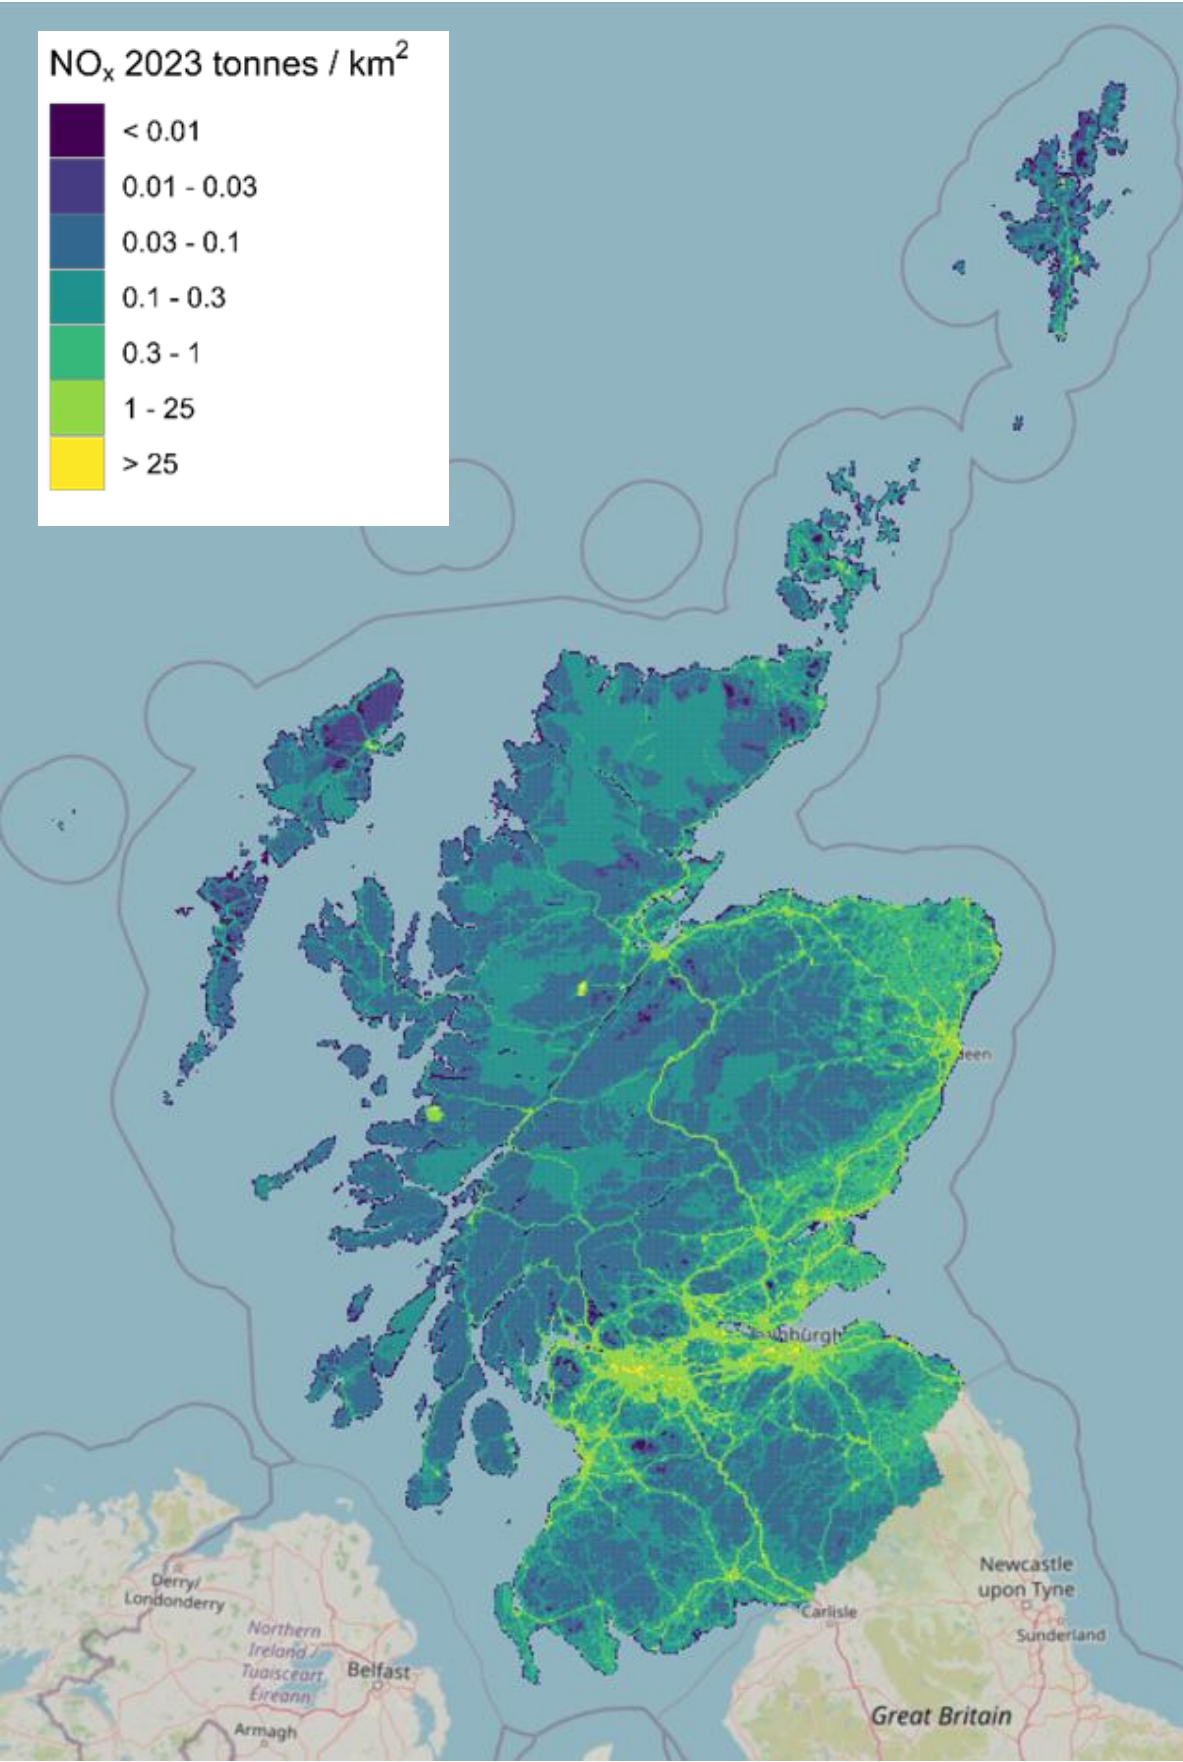 NOₓ 2023 tonnes / km²
< 0.01
0.01 - 0.03
0.03 - 0.1
0.1 - 0.3
0.3 - 1
1 - 25
> 25
Derry/
Londonderry
Northern
Ireland /
Tuaisceart
Éireann
Belfast
Armagh
Carlisle
Newcastle
upon Tyne
Sunderland
Great Britain